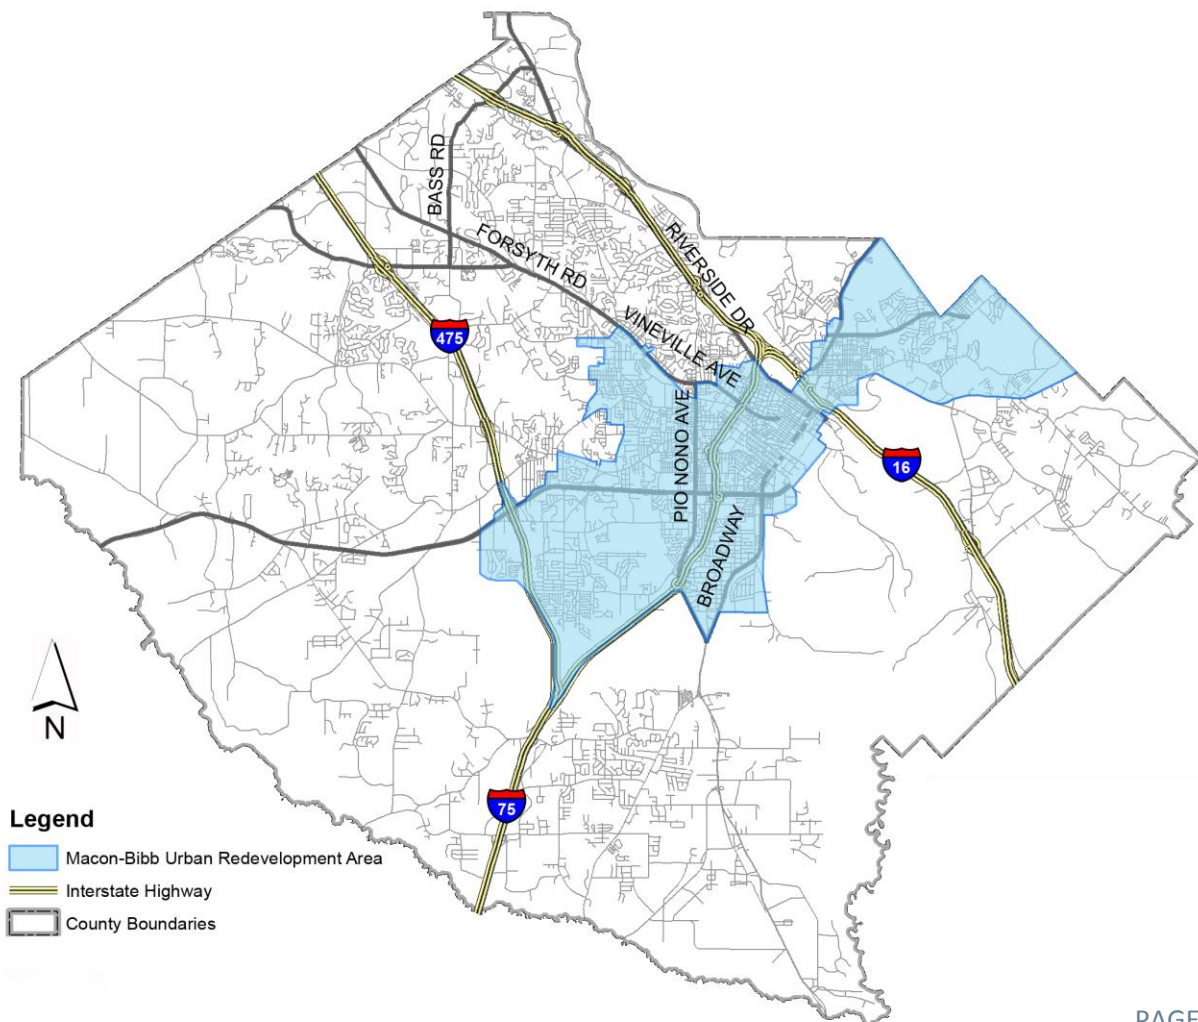 BASS RD
FORSYTH RD
RIVERSIDE DR
VINEVILLE AVE
475
PIO NONO AVE
16
BROADWAY
N
75
Legend
Macon-Bibb Urban Redevelopment Area
Interstate Highway
County Boundaries
PAGE